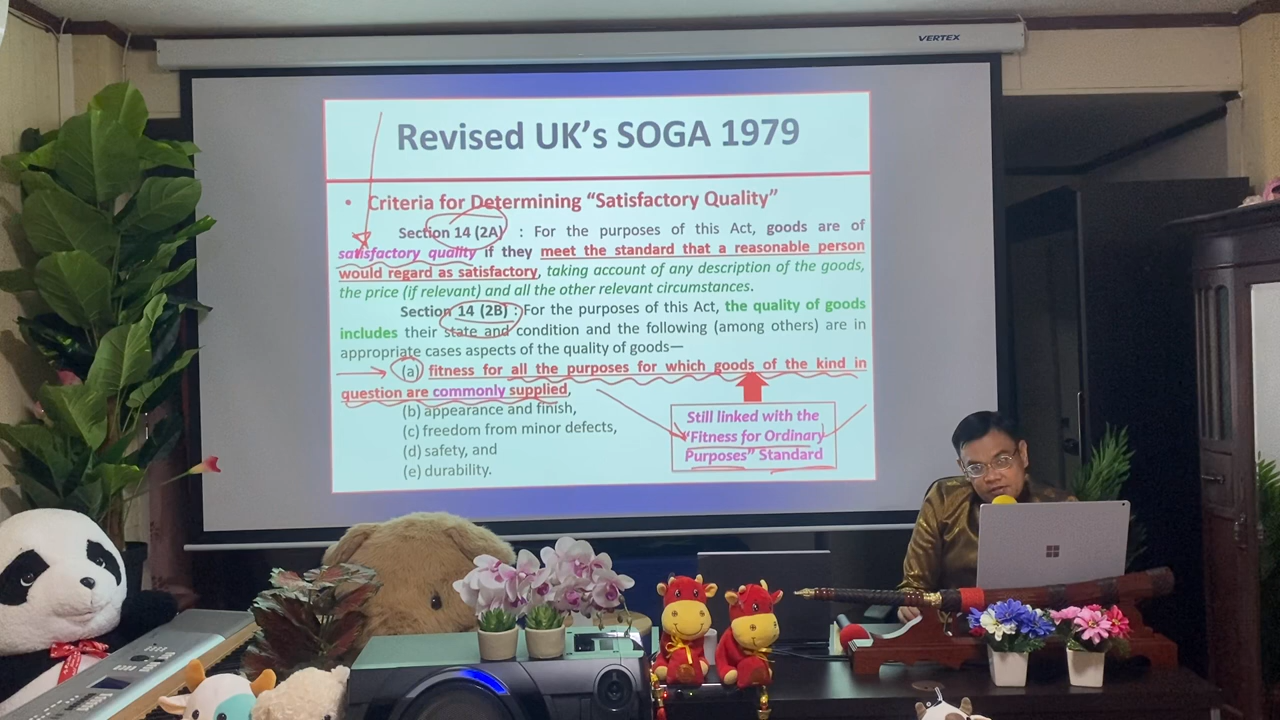 VERTEX
Revised UK's SOGA 1979
• Criteria for Determining "Satisfactory Quality"
Section 14 (2A) : For the purposes of this Act, goods are of
satisfactory quality if they meet the standard that a reasonable person
would regard as satisfactory, taking account of any description of the goods,
the price (if relevant) and all the other relevant circumstances.
Section 14 (2B) : For the purposes of this Act, the quality of goods
includes their state and condition and the following (among others) are in
appropriate cases aspects of the quality of goods—
(a) fitness for all the purposes for which goods of the kind in
question are commonly supplied,
(b) appearance and finish,
(c) freedom from minor defects,
(d) safety, and
(e) durability.
Still linked with the
"Fitness for Ordinary
Purposes" Standard